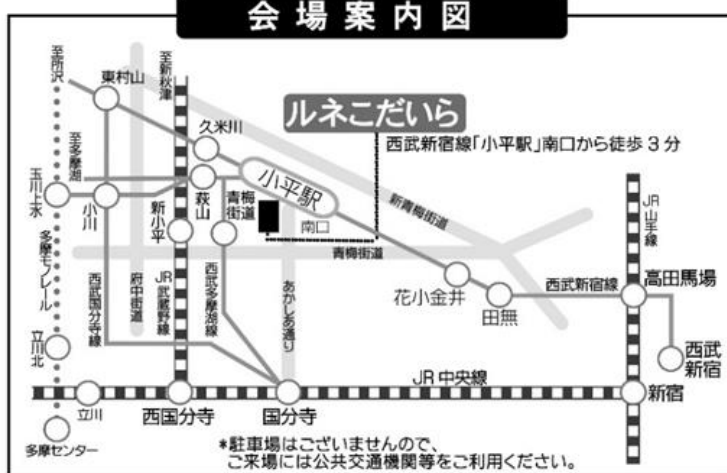 会場案内図
至所沢
東村山
至新秋津
久米川
ルネこだいら
西武新宿線「小平駅」南口から徒歩3分
至多摩湖
玉川上水
小川
新小平
萩山
青梅街道
小平駅
南口
新青梅街道
青梅街道
JR山手線
多摩モノレール
西武国分寺線
府中街道
JR武蔵野線
西武多摩湖線
あかしあ通り
花小金井
田無
西武新宿線
高田馬場
西武新宿
立川北
JR中央線
立川
西国分寺
国分寺
新宿
多摩センター
*駐車場はございませんので、
ご来場には公共交通機関等をご利用ください。